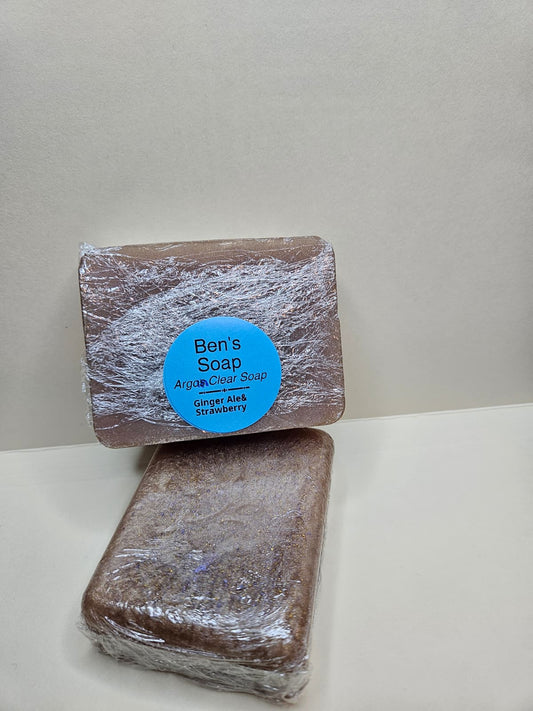 Ben's
Soap
Argan Clear Soap
Ginger Ale&
Strawberry